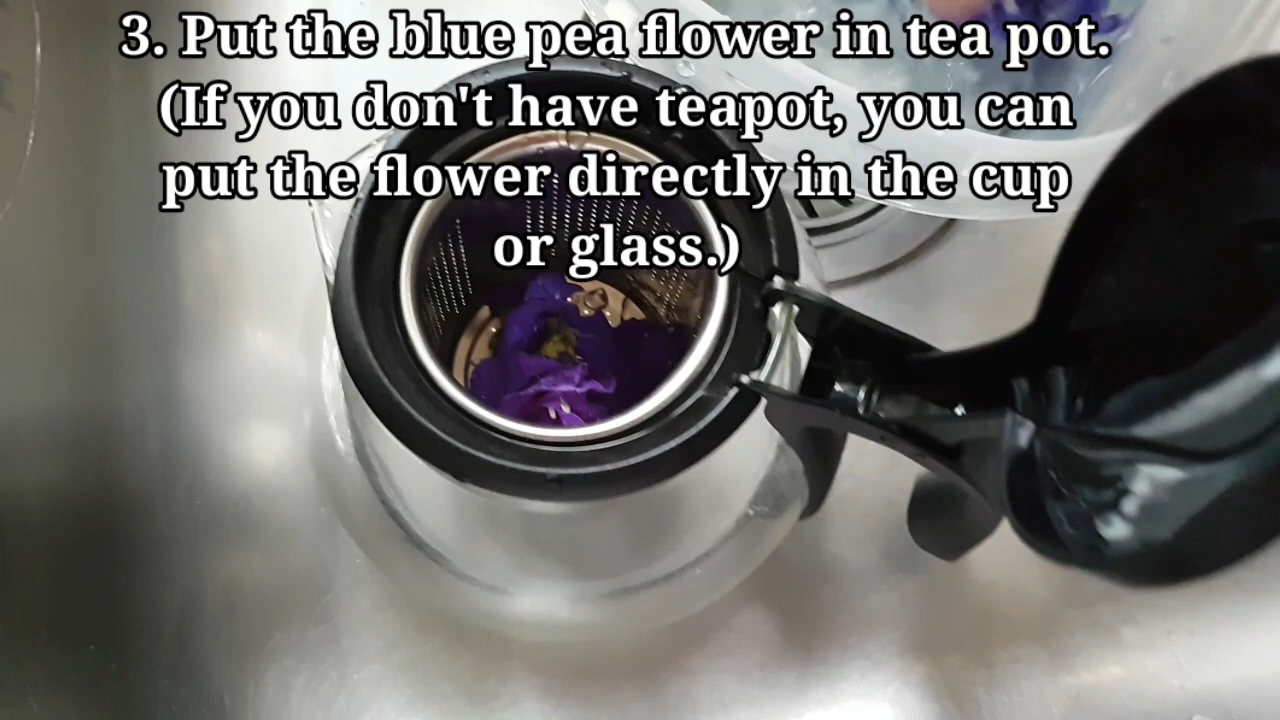 3. Put the blue pea flower in tea pot.
(If you don't have teapot, you can
put the flower directly in the cup
or glass.)